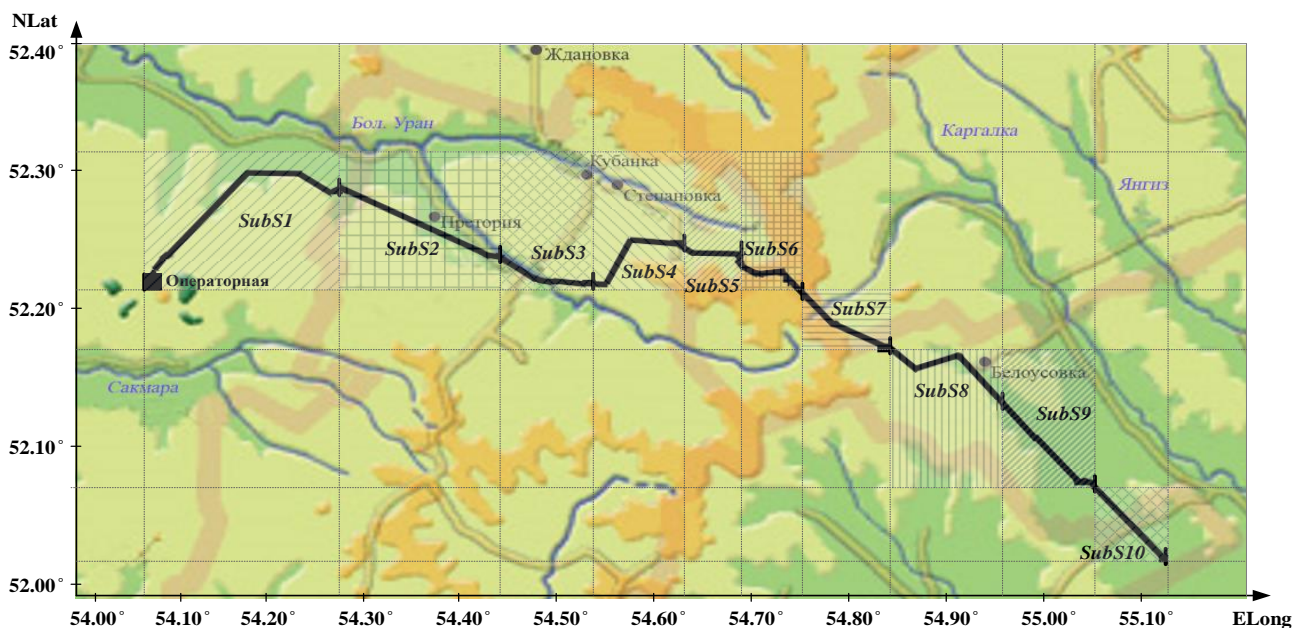 NLat
52.40°
Ждановка
Бол. Уран
Каргалка
52.30°
Кубанка
Янгиз
Степановка
Претория
SubS1
SubS2
SubS3
SubS4
SubS6
SubS5
Операторная
52.20°
SubS7
Сакмара
SubS8
Белоусовка
SubS9
52.10°
SubS10
52.00°
54.00° 54.10° 54.20° 54.30° 54.40° 54.50° 54.60° 54.70° 54.80° 54.90° 55.00° 55.10° ELong